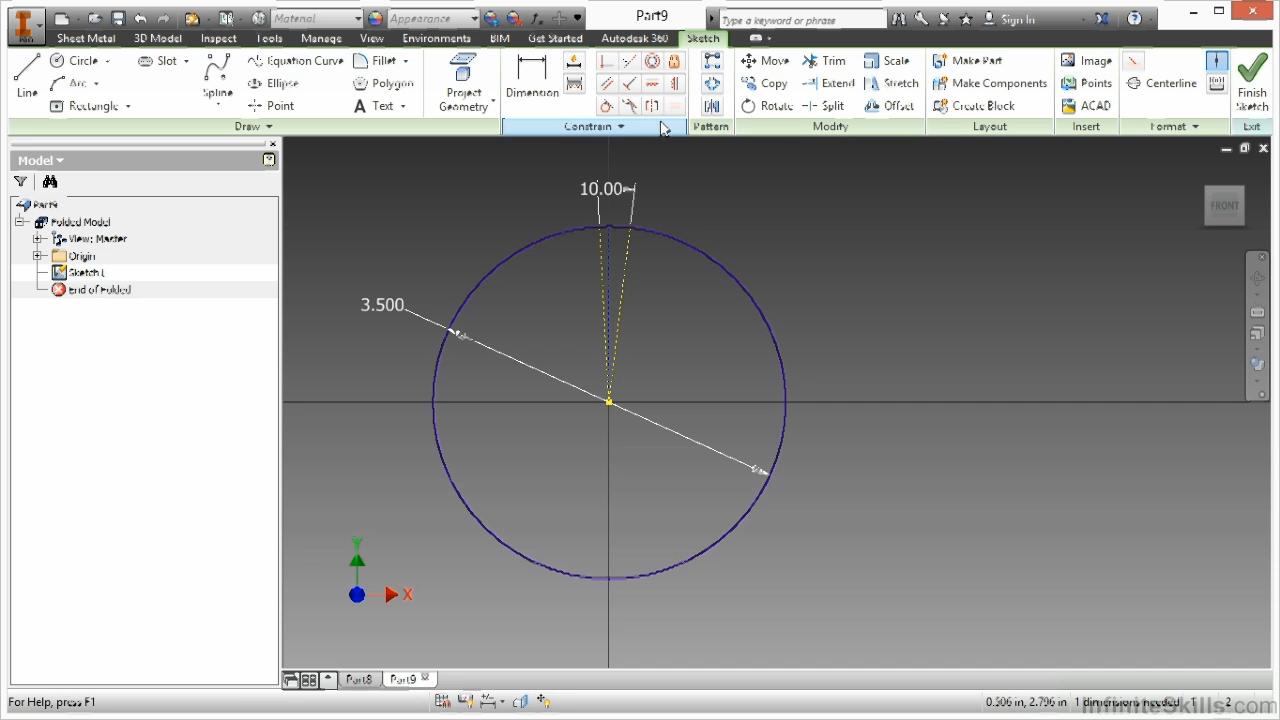 Material
Appearance
Part9
Type a keyword or phrase
Sign In
Sheet Metal
3D Model
Inspect
Tools
Manage
View
Environments
BIM
Get Started
Autodesk 360
Sketch
PRO
Line
Circle
Arc
Rectangle
Slot
Spline
Equation Curve
Ellipse
Point
Fillet
Polygon
Text
Project
Geometry
Dimension
Move
Copy
Rotate
Trim
Extend
Split
Scale
Stretch
Offset
Make Part
Make Components
Create Block
Image
Points
ACAD
Centerline
Finish
Sketch
Draw
Constrain
Pattern
Modify
Layout
Insert
Format
Exit
Model
Part9
Folded Model
View: Master
Origin
Sketch1
End of Folded
10.00
3.500
FRONT
Y
X
Part8
Part9
For Help, press F1
0.506 in, 2.796 in
1 dimensions needed
1
2
InfiniteSkills.com